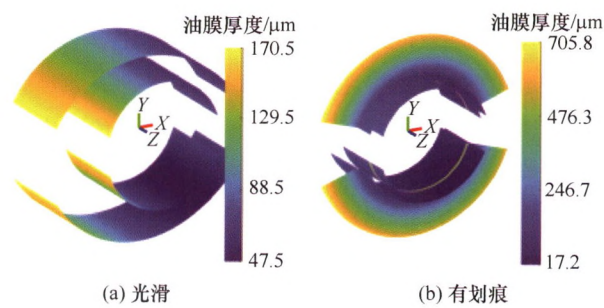 油膜厚度/μm
170.5
129.5
88.5
47.5
Y
X
Z
(a) 光滑
油膜厚度/μm
705.8
476.3
246.7
17.2
Y
X
Z
(b) 有划痕